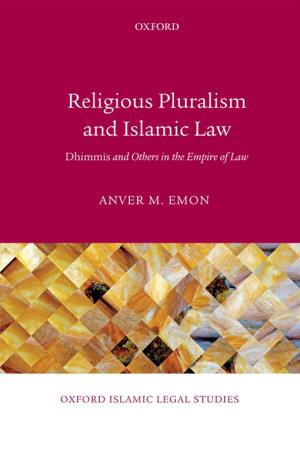 OXFORD
Religious Pluralism
and Islamic Law
Dhimmis and Others in the Empire of Law
ANVER M. EMON
OXFORD ISLAMIC LEGAL STUDIES